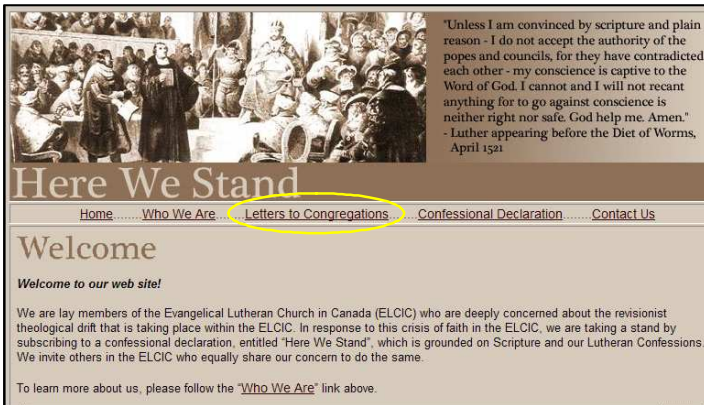 "Unless I am convinced by scripture and plain
reason - I do not accept the authority of the
popes and councils, for they have contradicted
each other - my conscience is captive to the
Word of God. I cannot and I will not recant
anything for to go against conscience is
neither right nor safe. God help me. Amen."
- Luther appearing before the Diet of Worms,
April 1521
Here We Stand
Home........Who We Are........Letters to Congregations........Confessional Declaration........Contact Us
Welcome
Welcome to our web site!
We are lay members of the Evangelical Lutheran Church in Canada (ELCIC) who are deeply concerned about the revisionist
theological drift that is taking place within the ELCIC. In response to this crisis of faith in the ELCIC, we are taking a stand by
subscribing to a confessional declaration, entitled "Here We Stand", which is grounded on Scripture and our Lutheran Confessions.
We invite others in the ELCIC who equally share our concern to do the same.
To learn more about us, please follow the "Who We Are" link above.